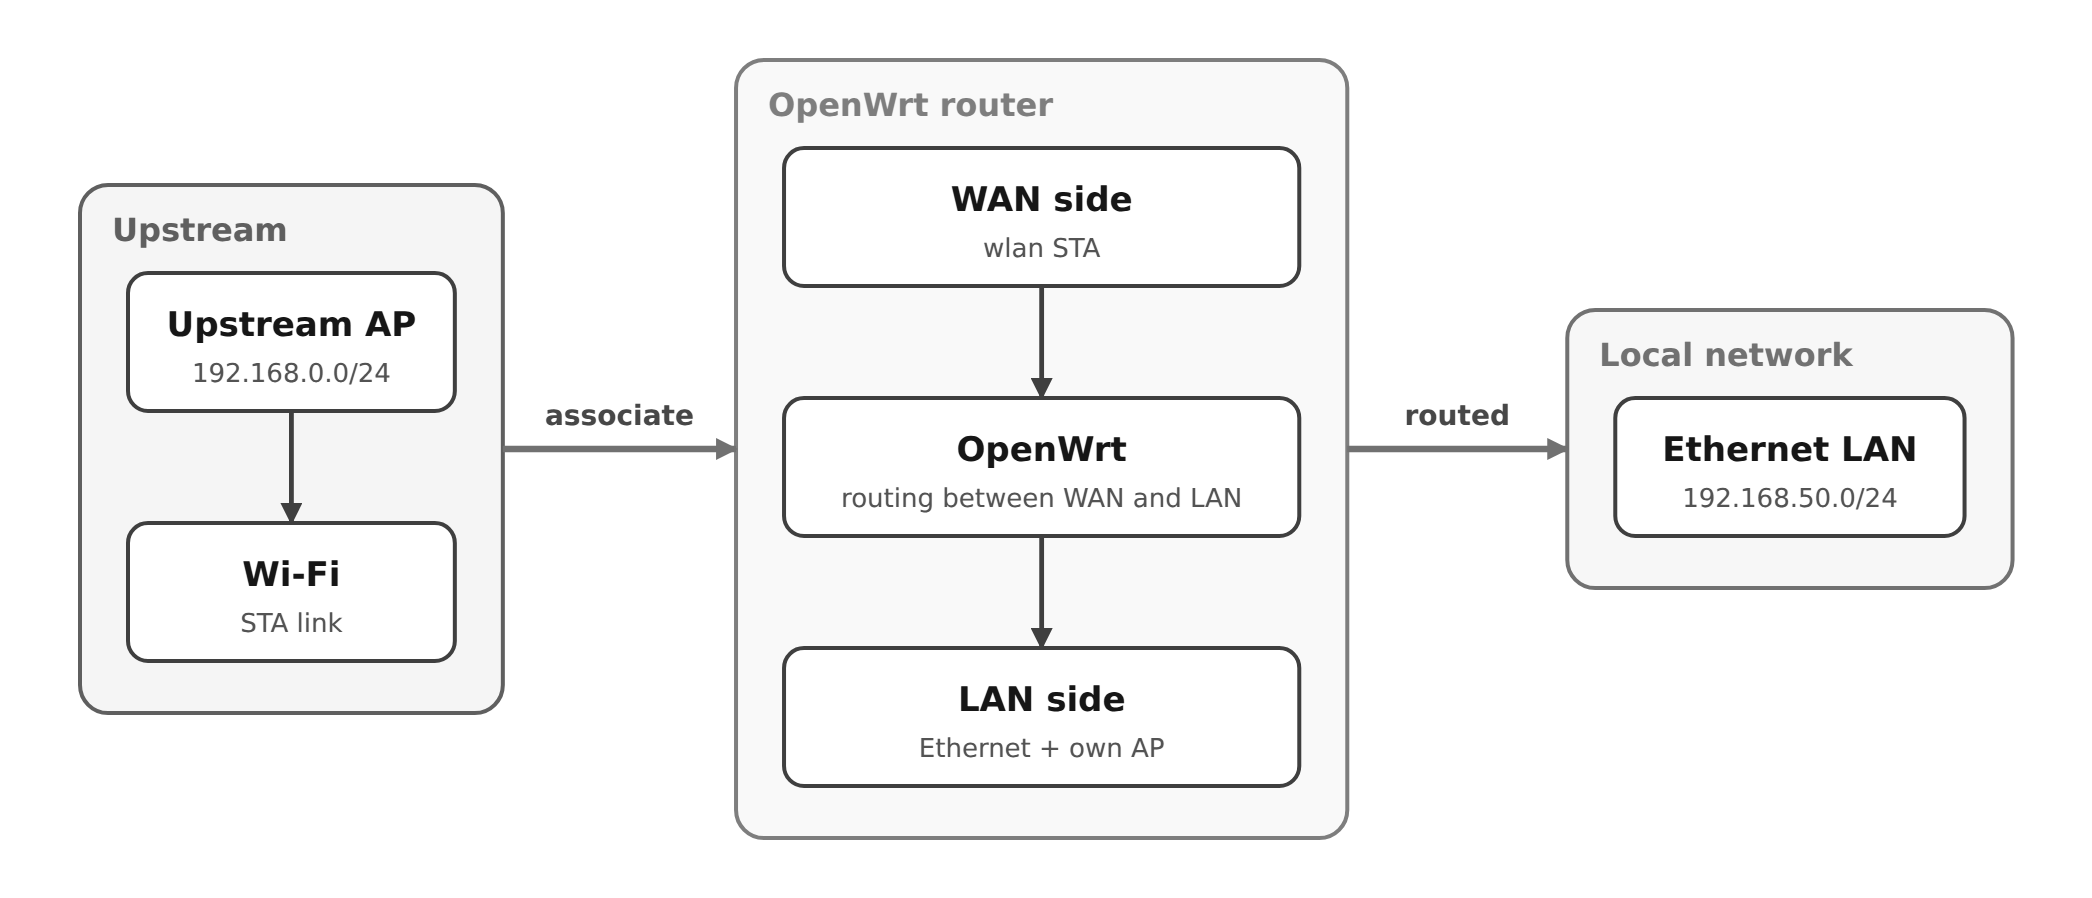 Upstream
Upstream AP
192.168.0.0/24
Wi-Fi
STA link
associate
OpenWrt router
WAN side
wlan STA
OpenWrt
routing between WAN and LAN
LAN side
Ethernet + own AP
routed
Local network
Ethernet LAN
192.168.50.0/24